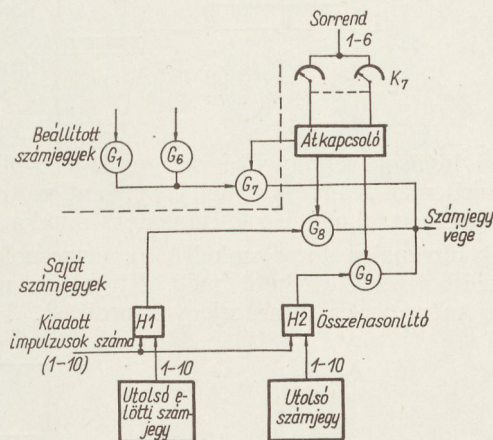 Sorrend
1-6
K7
Beállított
számjegyek
G1
G6
G7
Átkapcsoló
G8
G9
Számjegy
vége
Saját
számjegyek
Kiadott
impulzusok száma
(1-10)
H1
H2
Összehasonlító
1-10
1-10
Utolsó e-
lötti szám-
jegy
Utolsó
számjegy